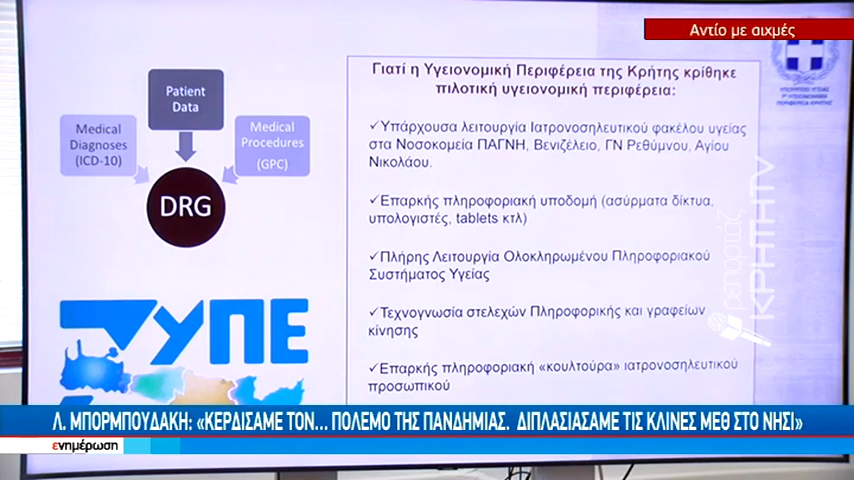 Αντίο με αιχμές
Patient
Data
Medical
Diagnoses
(ICD-10)
Medical
Procedures
(GPC)
DRG
ΥΠΕ
Γιατί η Υγειονομική Περιφέρεια της Κρήτης κρίθηκε
πιλοτική υγειονομική περιφέρεια:
✓Υπάρχουσα λειτουργία Ιατρονοσηλευτικού φακέλου υγείας
στα Νοσοκομεία ΠΑΓΝΗ, Βενιζέλειο, ΓΝ Ρεθύμνου, Αγίου
Νικολάου.
✓Επαρκής πληροφοριακή υποδομή (ασύρματα δίκτυα,
υπολογιστές, tablets κτλ)
✓Πλήρης Λειτουργία Ολοκληρωμένου Πληροφοριακού
Συστήματος Υγείας
✓Τεχνογνωσία στελεχών Πληροφορικής και γραφείων
κίνησης
✓Επαρκής πληροφοριακή «κουλτούρα» ιατρονοσηλευτικού
προσωπικού
ρεπορτάζ
ΚΡΗΤΗTV
Λ. ΜΠΟΡΜΠΟΥΔΑΚΗ: «ΚΕΡΔΙΣΑΜΕ ΤΟΝ... ΠΟΛΕΜΟ ΤΗΣ ΠΑΝΔΗΜΙΑΣ. ΔΙΠΛΑΣΙΑΣΑΜΕ ΤΙΣ ΚΛΙΝΕΣ ΜΕΘ ΣΤΟ ΝΗΣΙ»
ενημέρωση